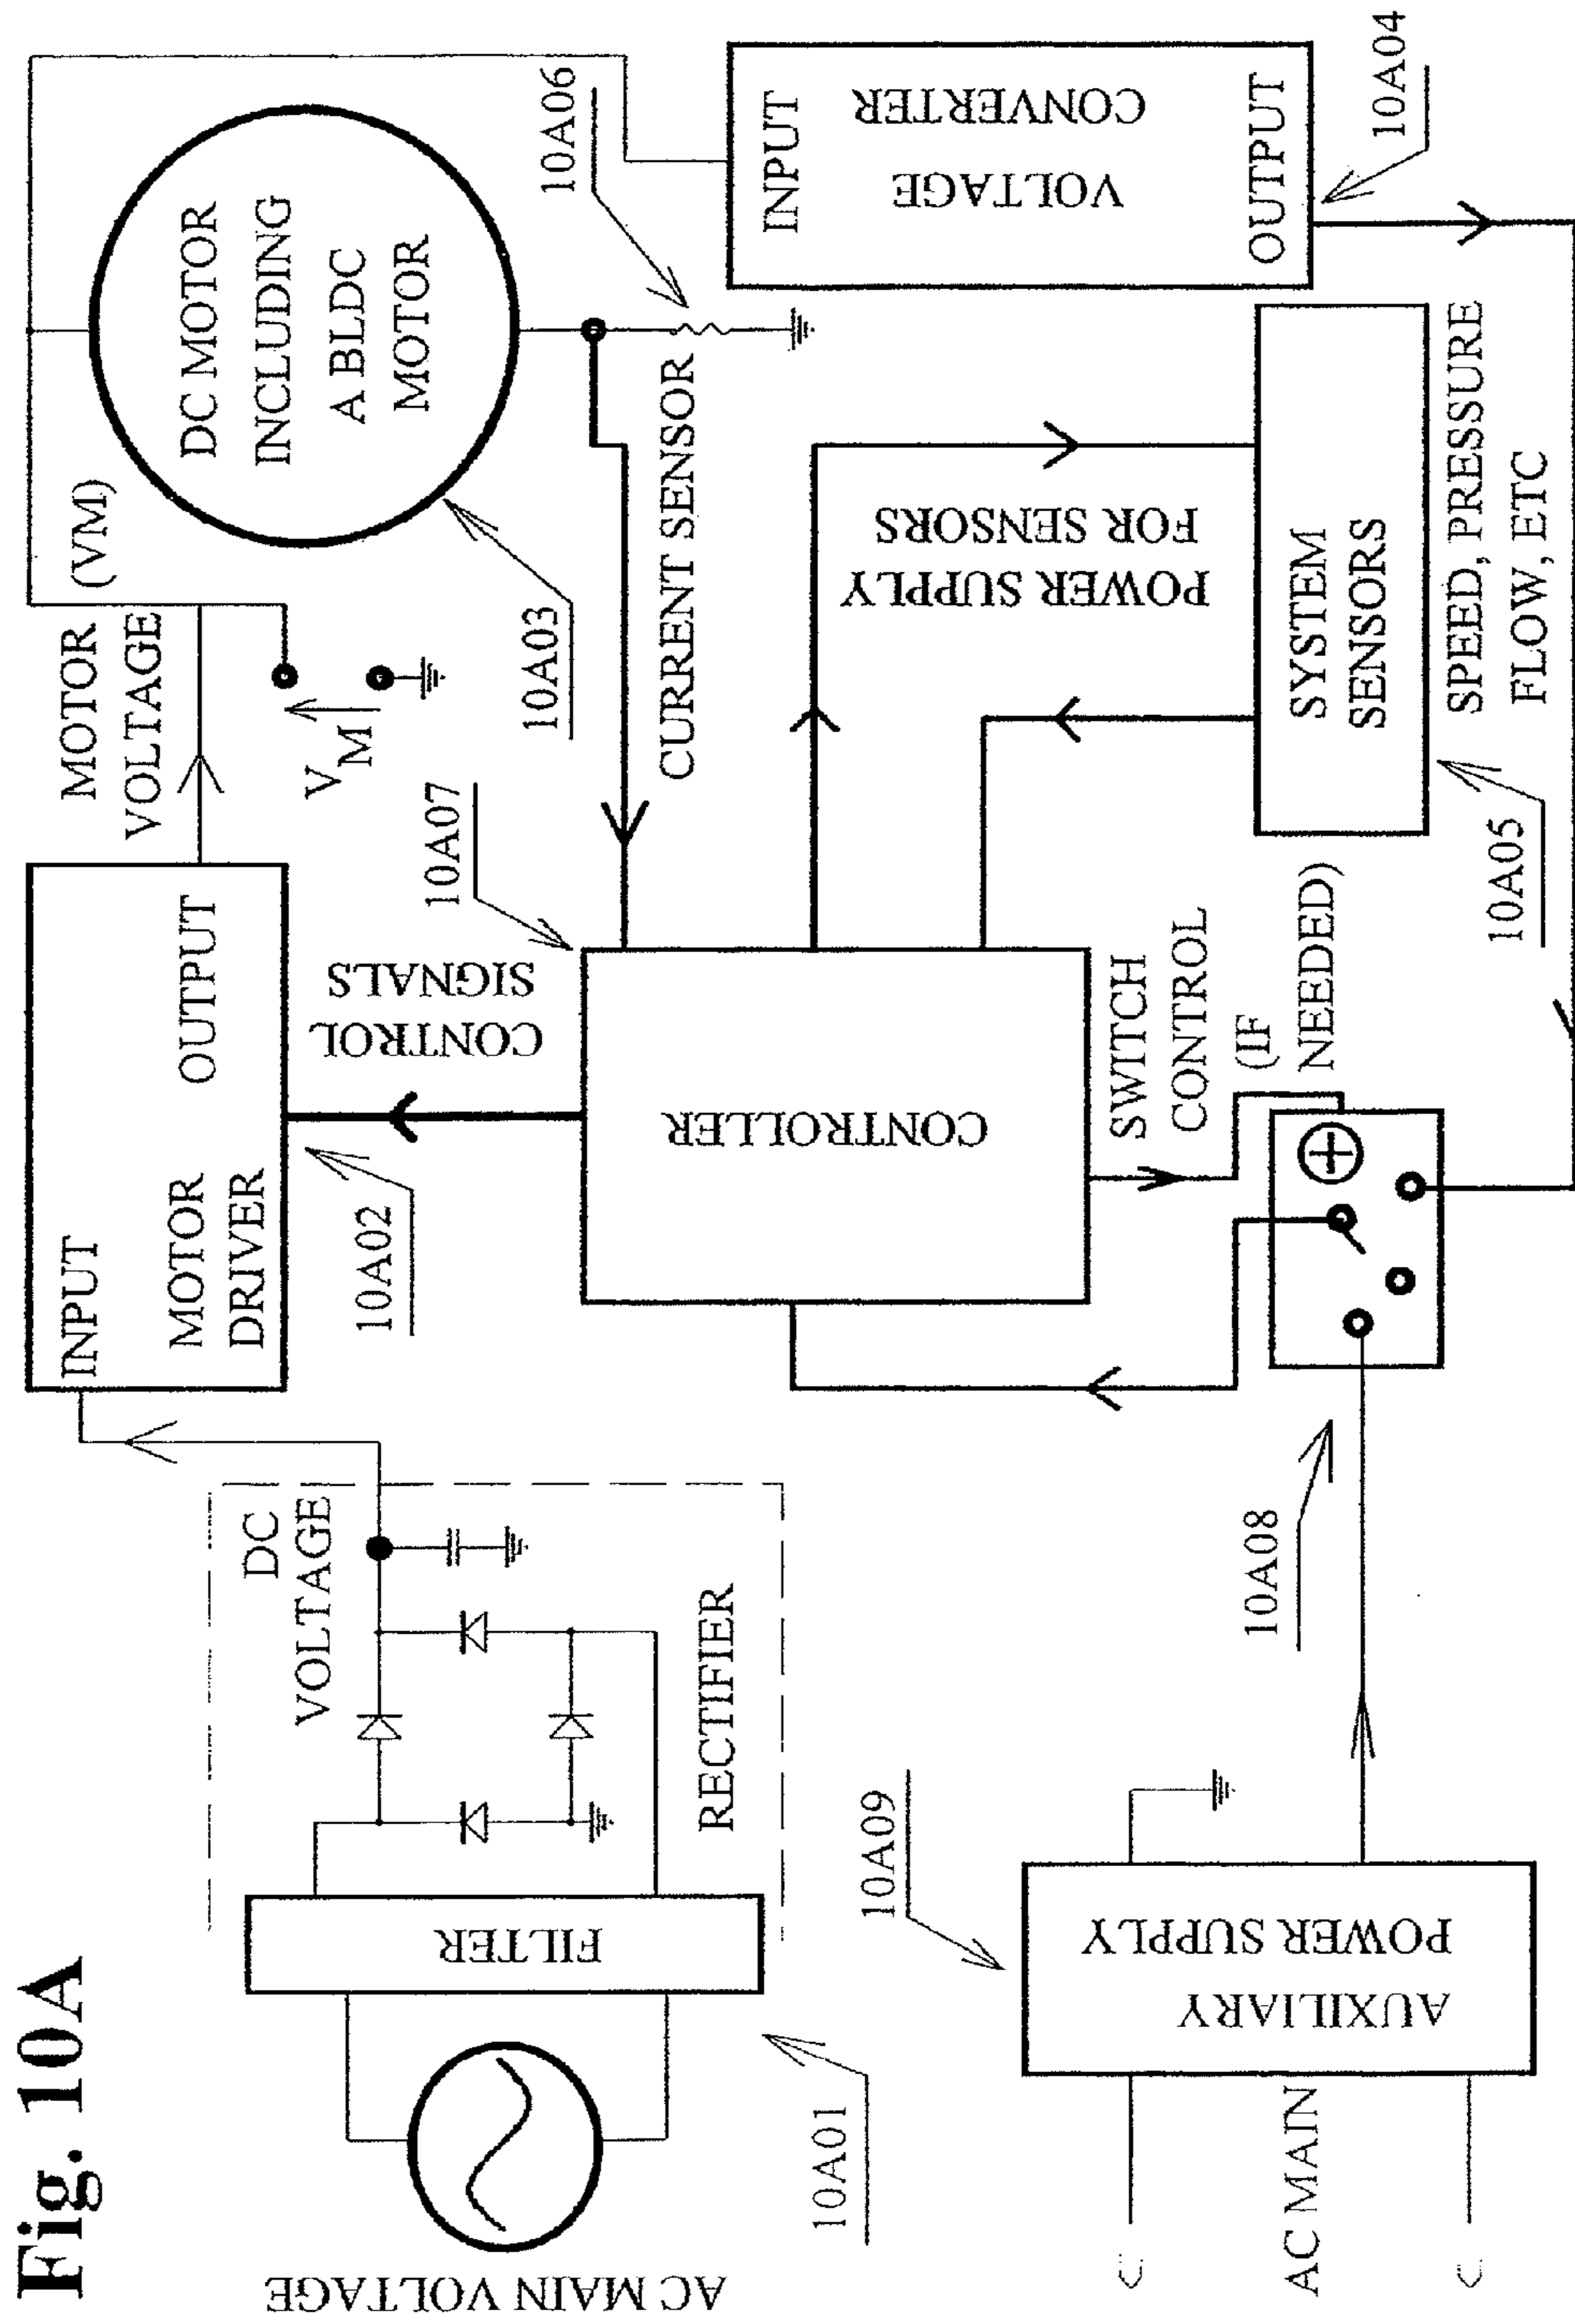 Fig. 10A
INPUT
OUTPUT
MOTOR
DRIVER
10A02
MOTOR
VOLTAGE
(VM)
V
M
DC MOTOR
INCLUDING
A BLDC
MOTOR
10A03
10A06
INPUT
VOLTAGE
CONVERTER
OUTPUT
10A04
DC
VOLTAGE
RECTIFIER
FILTER
AC MAIN VOLTAGE
10A01
CONTROL
SIGNALS
10A07
CURRENT SENSOR
CONTROLLER
POWER SUPPLY
FOR SENSORS
SYSTEM
SENSORS
SPEED, PRESSURE
FLOW, ETC
10A05
SWITCH
CONTROL
(IF
NEEDED)
10A08
10A09
AUXILIARY
POWER SUPPLY
AC MAIN